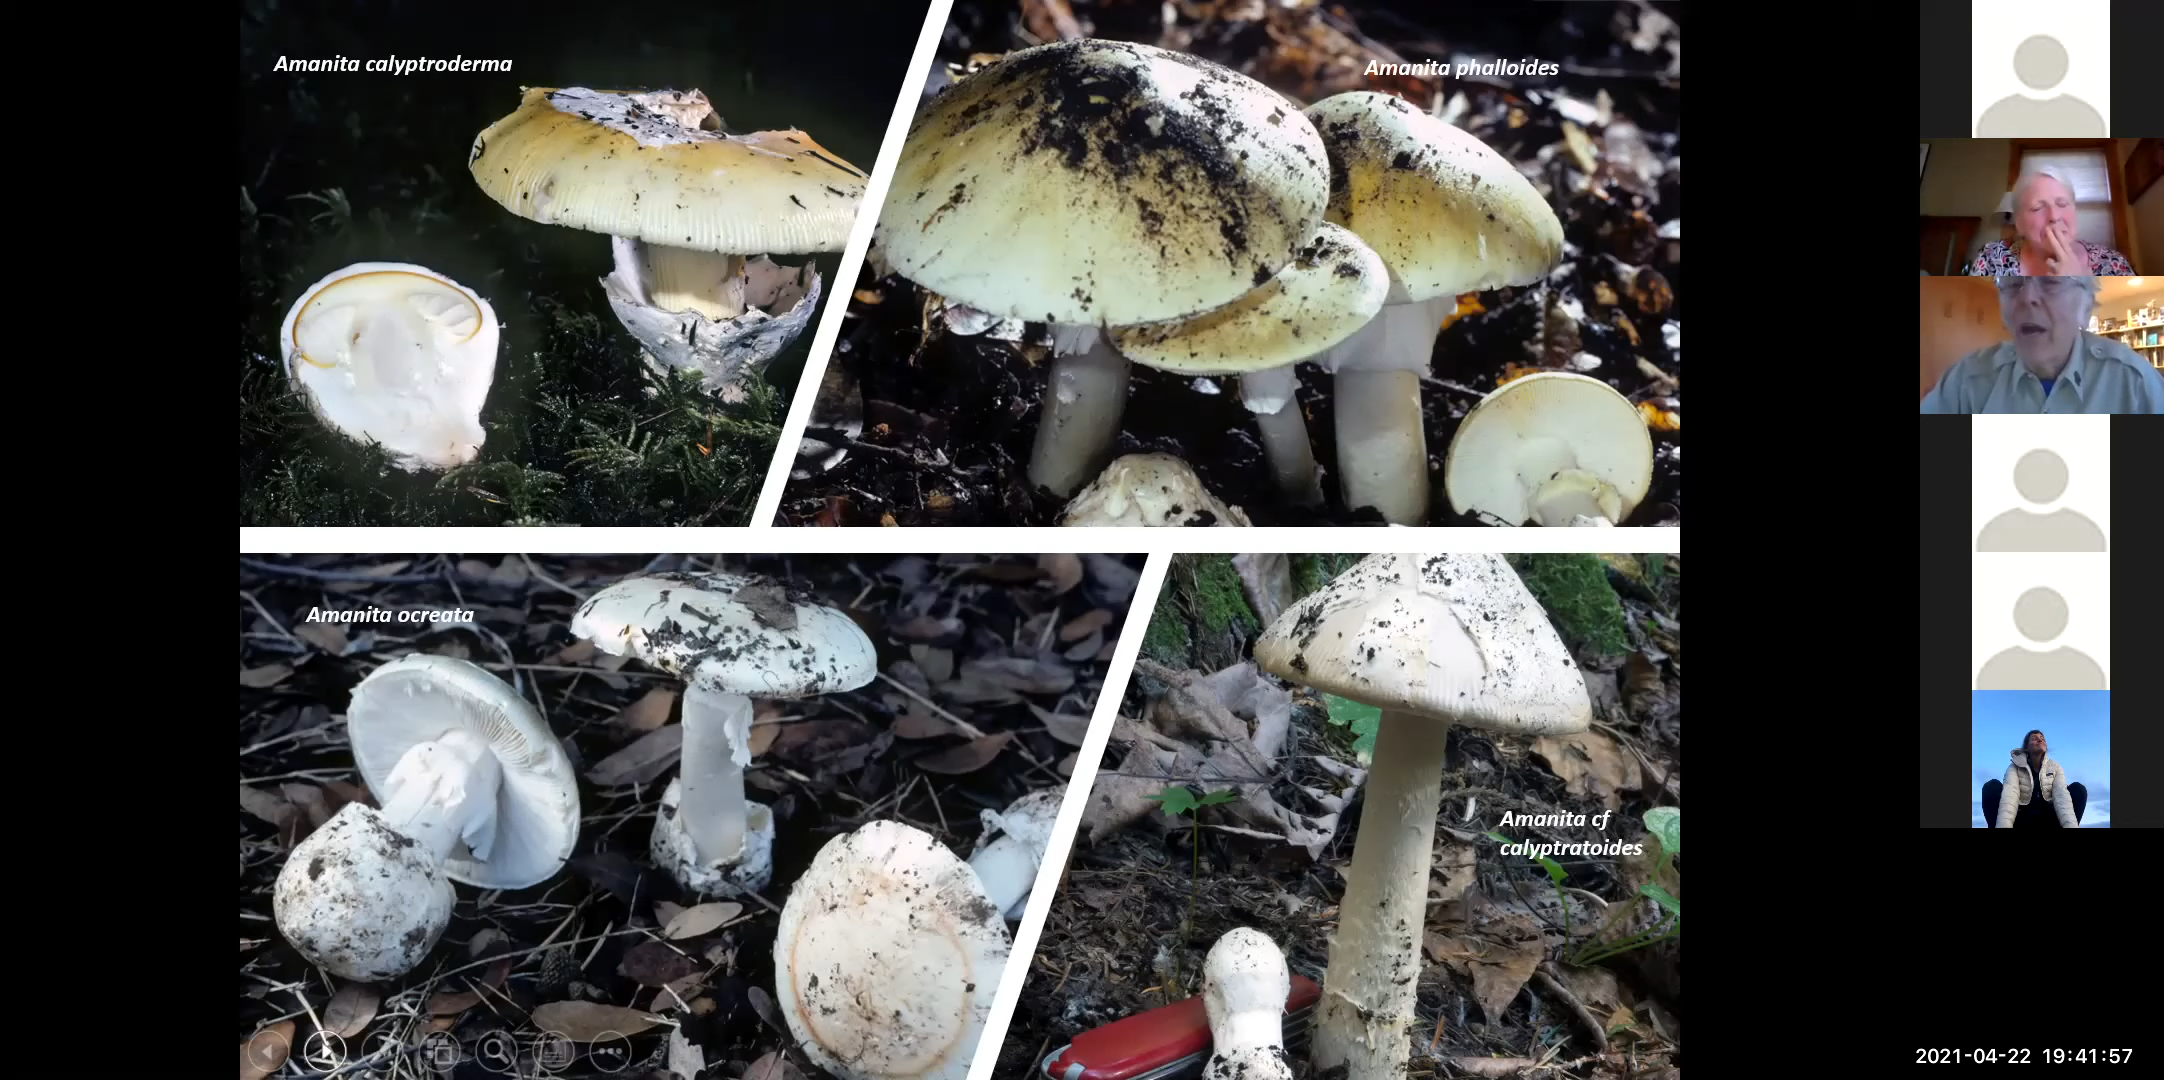 Amanita calyptroderma
Amanita phalloides
Amanita ocreata
Amanita cf
calyptratoides
2021-04-22 19:41:57